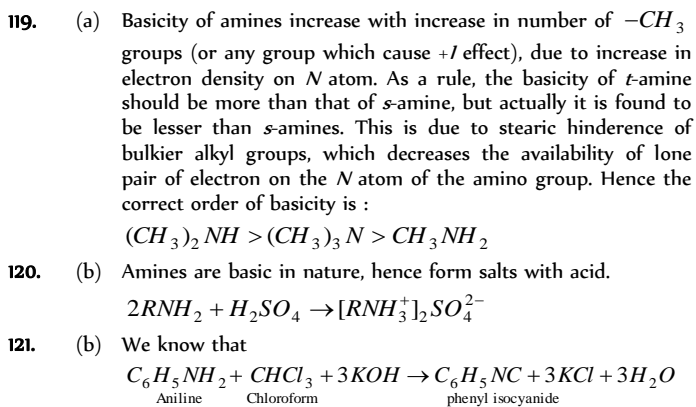 119. (a) Basicity of amines increase with increase in number of −CH₃
groups (or any group which cause +I effect), due to increase in
electron density on N atom. As a rule, the basicity of t-amine
should be more than that of s-amine, but actually it is found to
be lesser than s-amines. This is due to stearic hinderence of
bulkier alkyl groups, which decreases the availability of lone
pair of electron on the N atom of the amino group. Hence the
correct order of basicity is :
(CH₃)₂ NH > (CH₃)₃ N > CH₃NH₂
120. (b) Amines are basic in nature, hence form salts with acid.
2RNH₂ + H₂SO₄ → [RNH₃⁺]₂SO₄²⁻
121. (b) We know that
C₆H₅NH₂ + CHCl₃ + 3KOH → C₆H₅NC + 3KCl + 3H₂O
Aniline Chloroform phenyl isocyanide